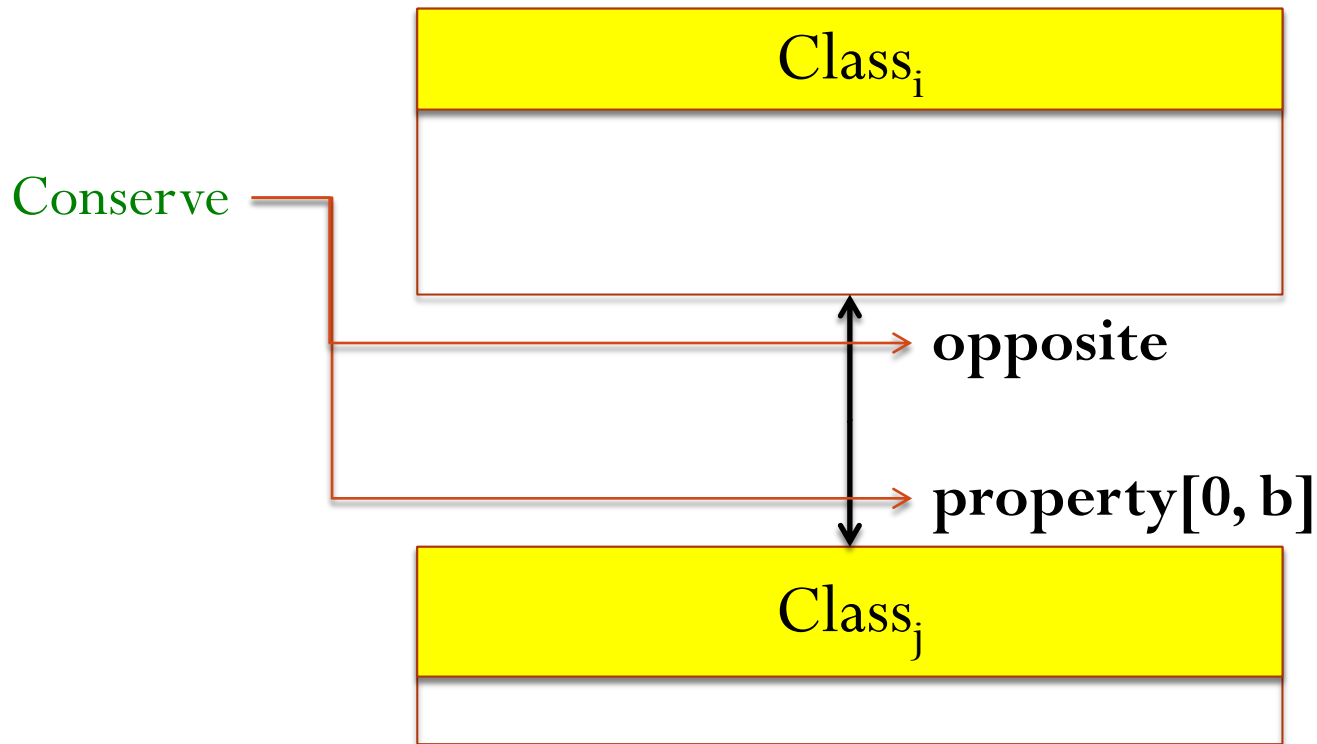 Classᵢ
Conserve
opposite
property[0, b]
Classⱼ